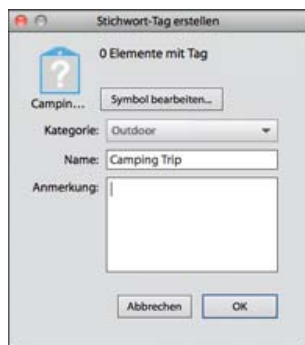 Stichwort-Tag erstellen
?
0 Elemente mit Tag
Campin...
Symbol bearbeiten...
Kategorie: Outdoor
Name: Camping Trip
Anmerkung:
Abbrechen OK